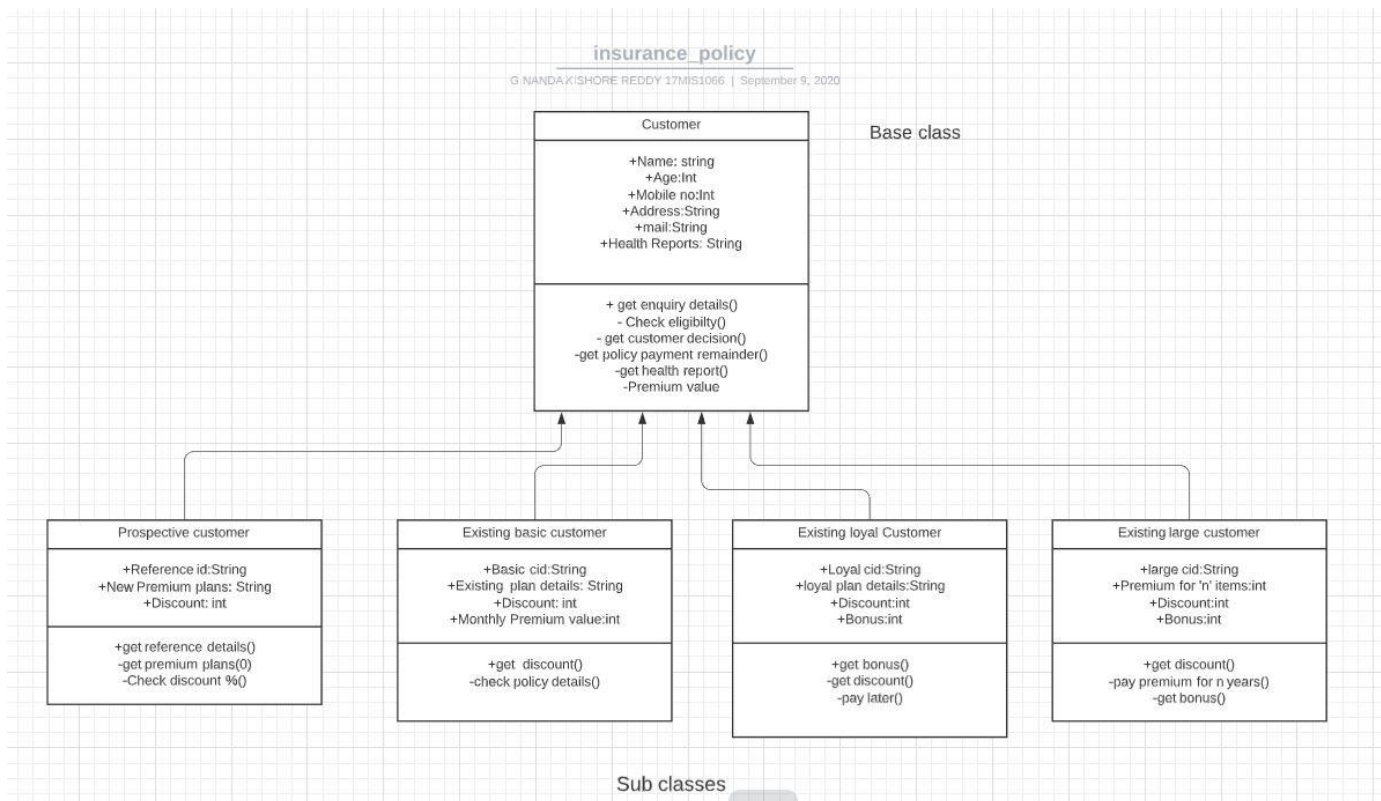 insurance_policy
G NANDA KISHORE REDDY 17MIS1066 | September 9, 2020
Customer
Base class
+Name: string
+Age:Int
+Mobile no:Int
+Address:String
+mail:String
+Health Reports: String
+ get enquiry details()
- Check eligibilty()
- get customer decision()
-get policy payment remainder()
-get health report()
-Premium value
Prospective customer
+Reference id:String
+New Premium plans: String
+Discount: int
+get reference details()
-get premium plans(0)
-Check discount %()
Existing basic customer
+Basic cid:String
+Existing plan details: String
+Discount: int
+Monthly Premium value:int
+get discount()
-check policy details()
Existing loyal Customer
+Loyal cid:String
+loyal plan details:String
+Discount:int
+Bonus:int
+get bonus()
-get discount()
-pay later()
Existing large customer
+large cid:String
+Premium for 'n' items:int
+Discount:int
+Bonus:int
+get discount()
-pay premium for n years()
-get bonus()
Sub classes